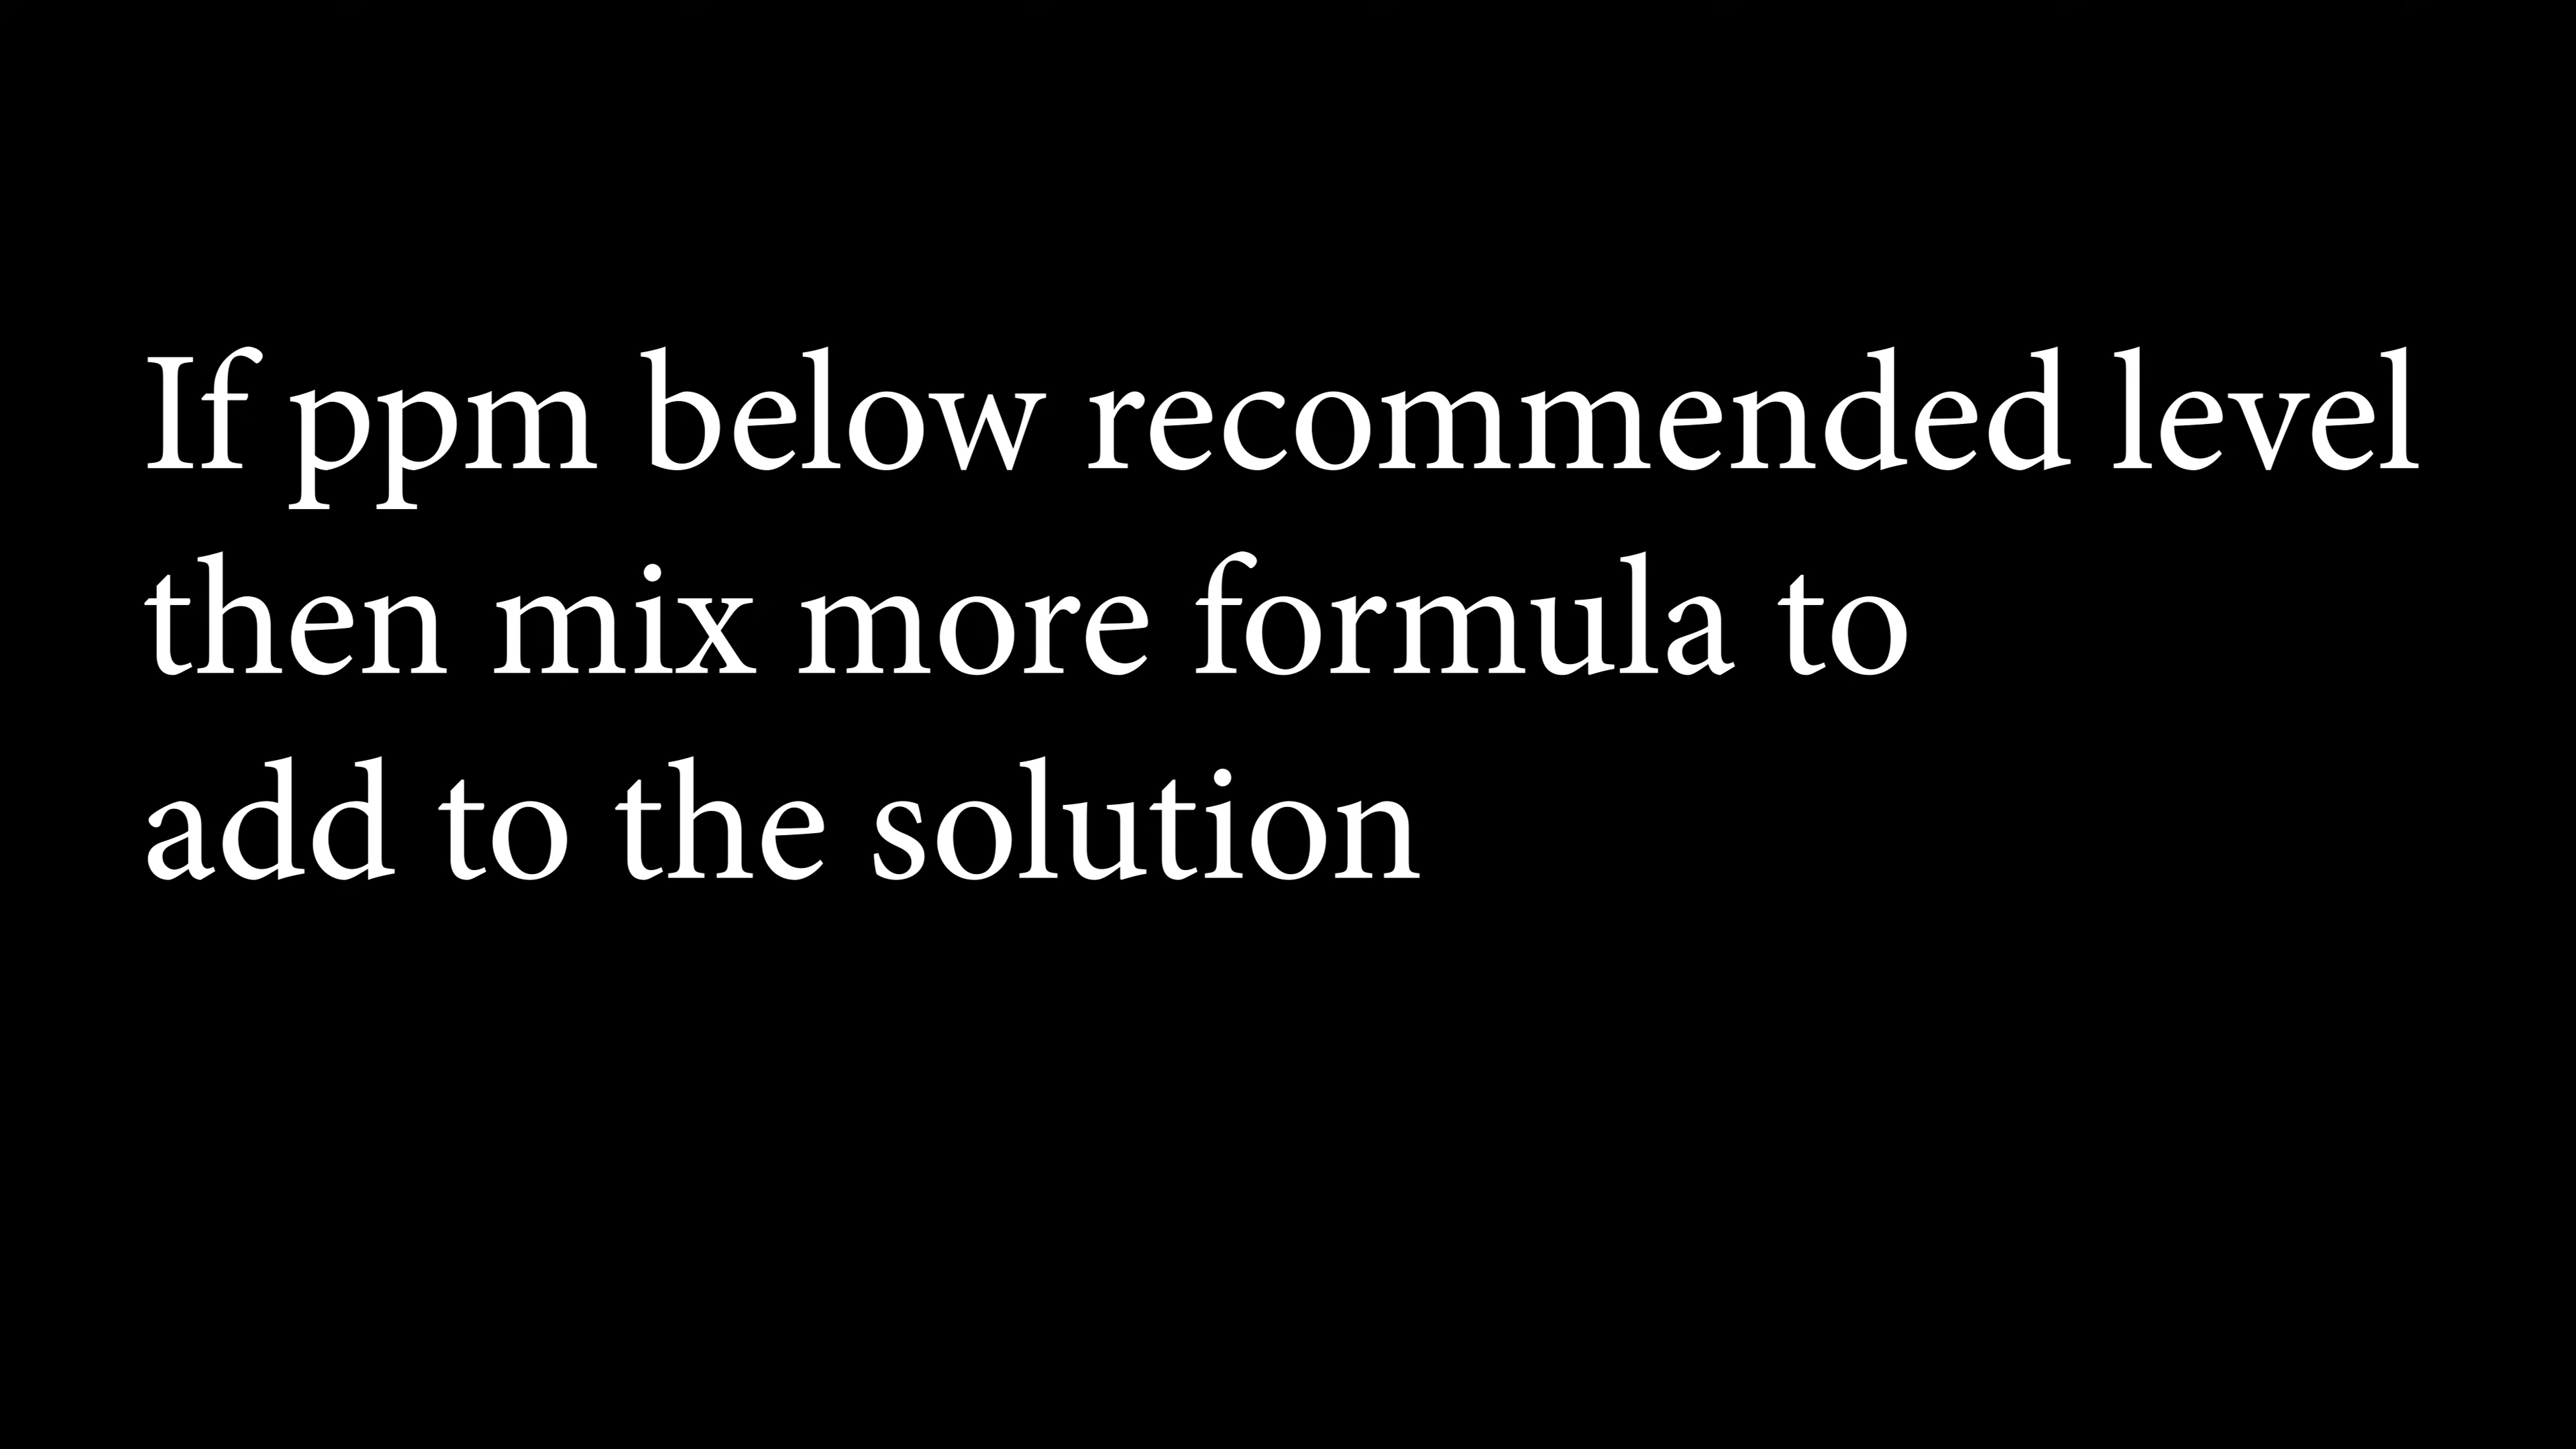 If ppm below recommended level
then mix more formula to
add to the solution